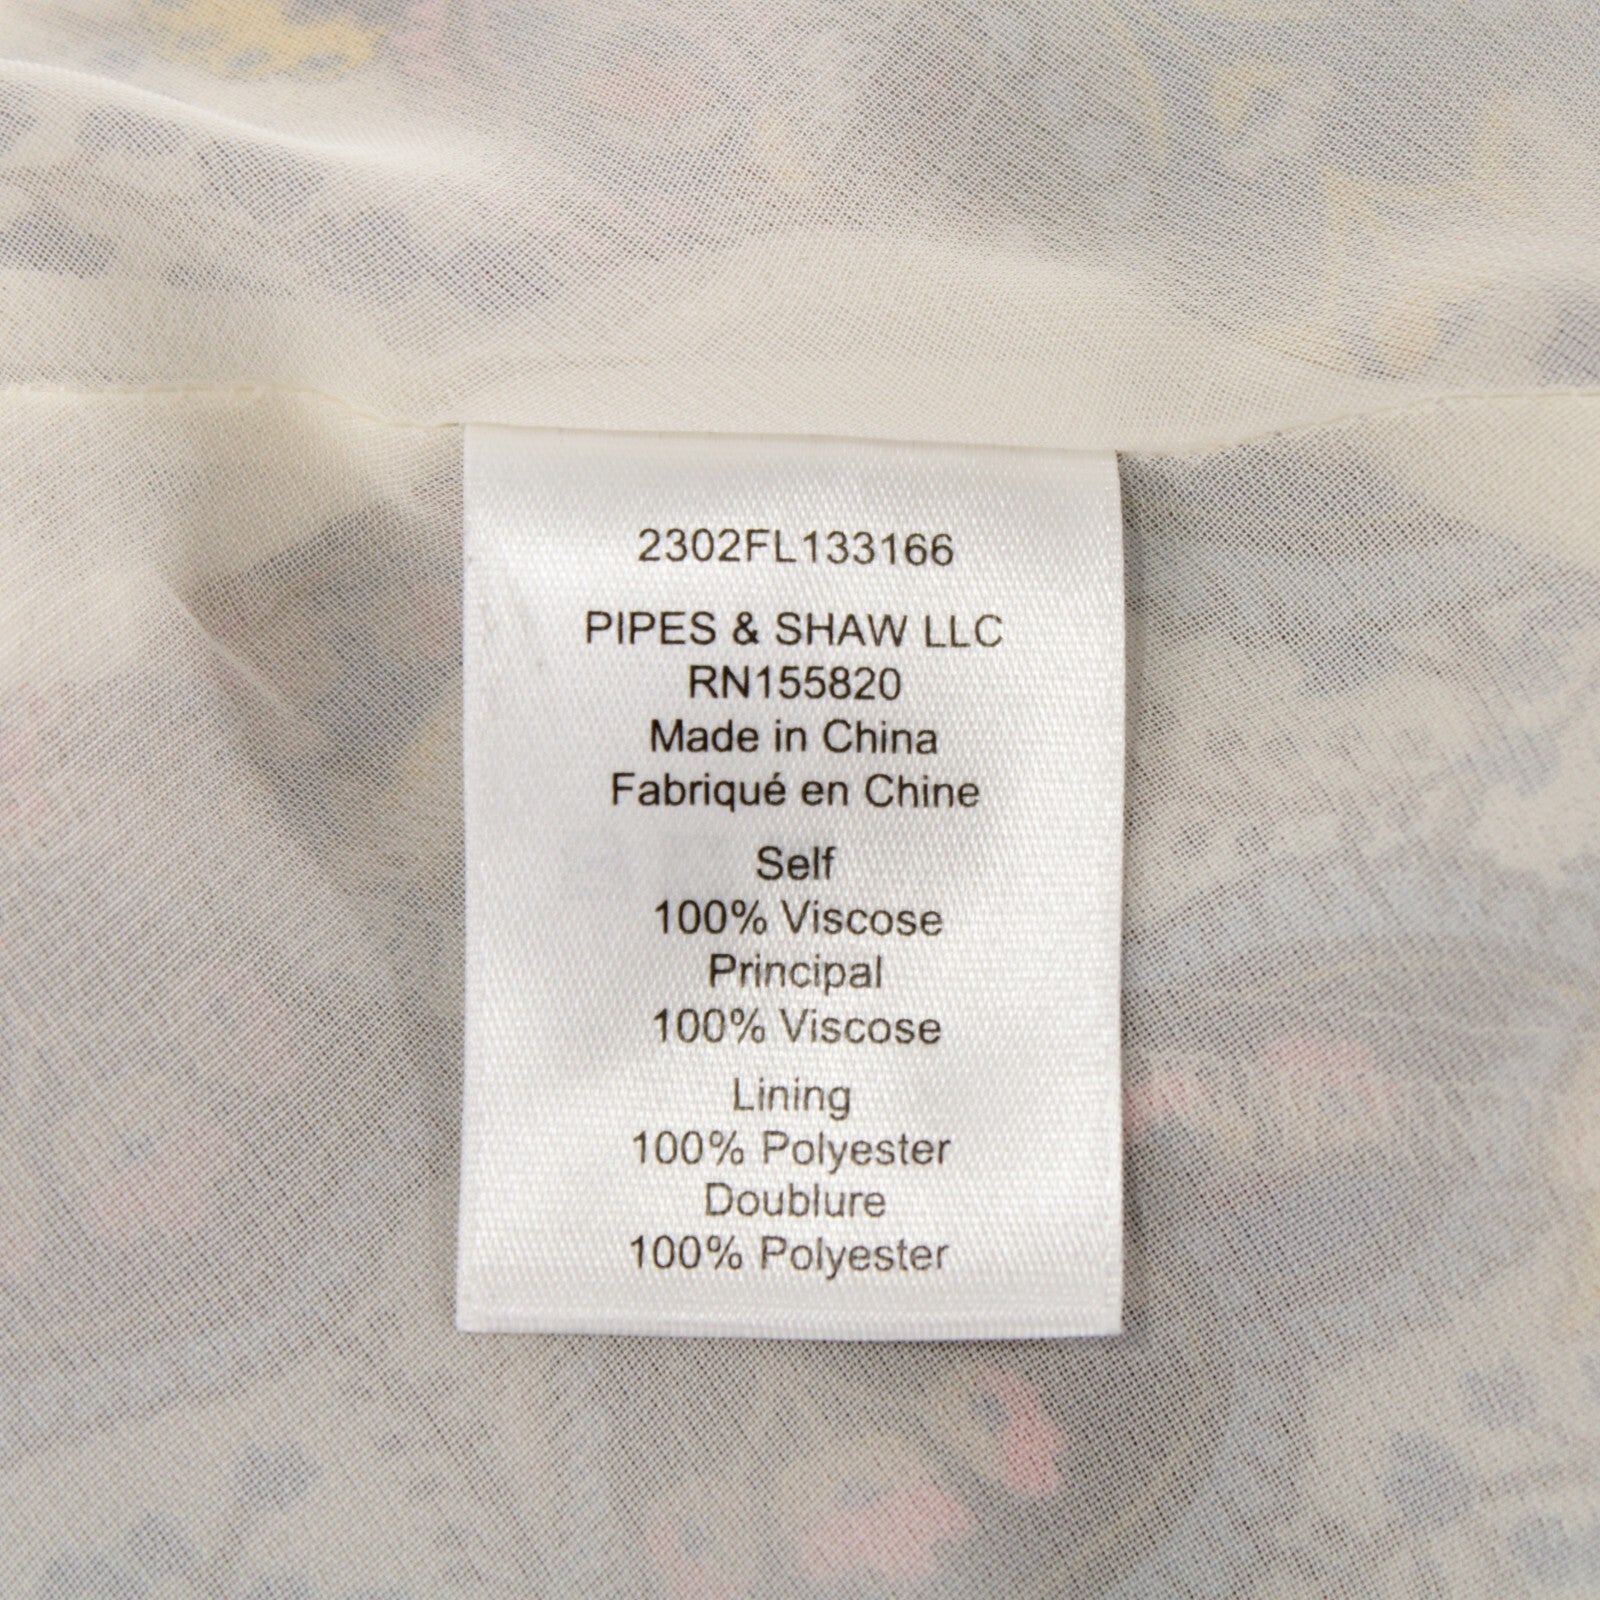 2302FL133166
PIPES & SHAW LLC
RN155820
Made in China
Fabriqué en Chine
Self
100% Viscose
Principal
100% Viscose
Lining
100% Polyester
Doublure
100% Polyester